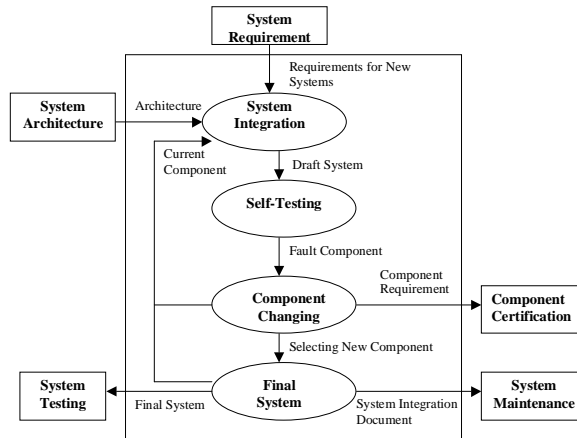 System
Requirement
Requirements for New
Systems
System
Architecture
Architecture
System
Integration
Current
Component
Draft System
Self-Testing
Fault Component
Component
Requirement
Component
Changing
Component
Certification
Selecting New Component
System
Testing
Final System
Final
System
System Integration
Document
System
Maintenance